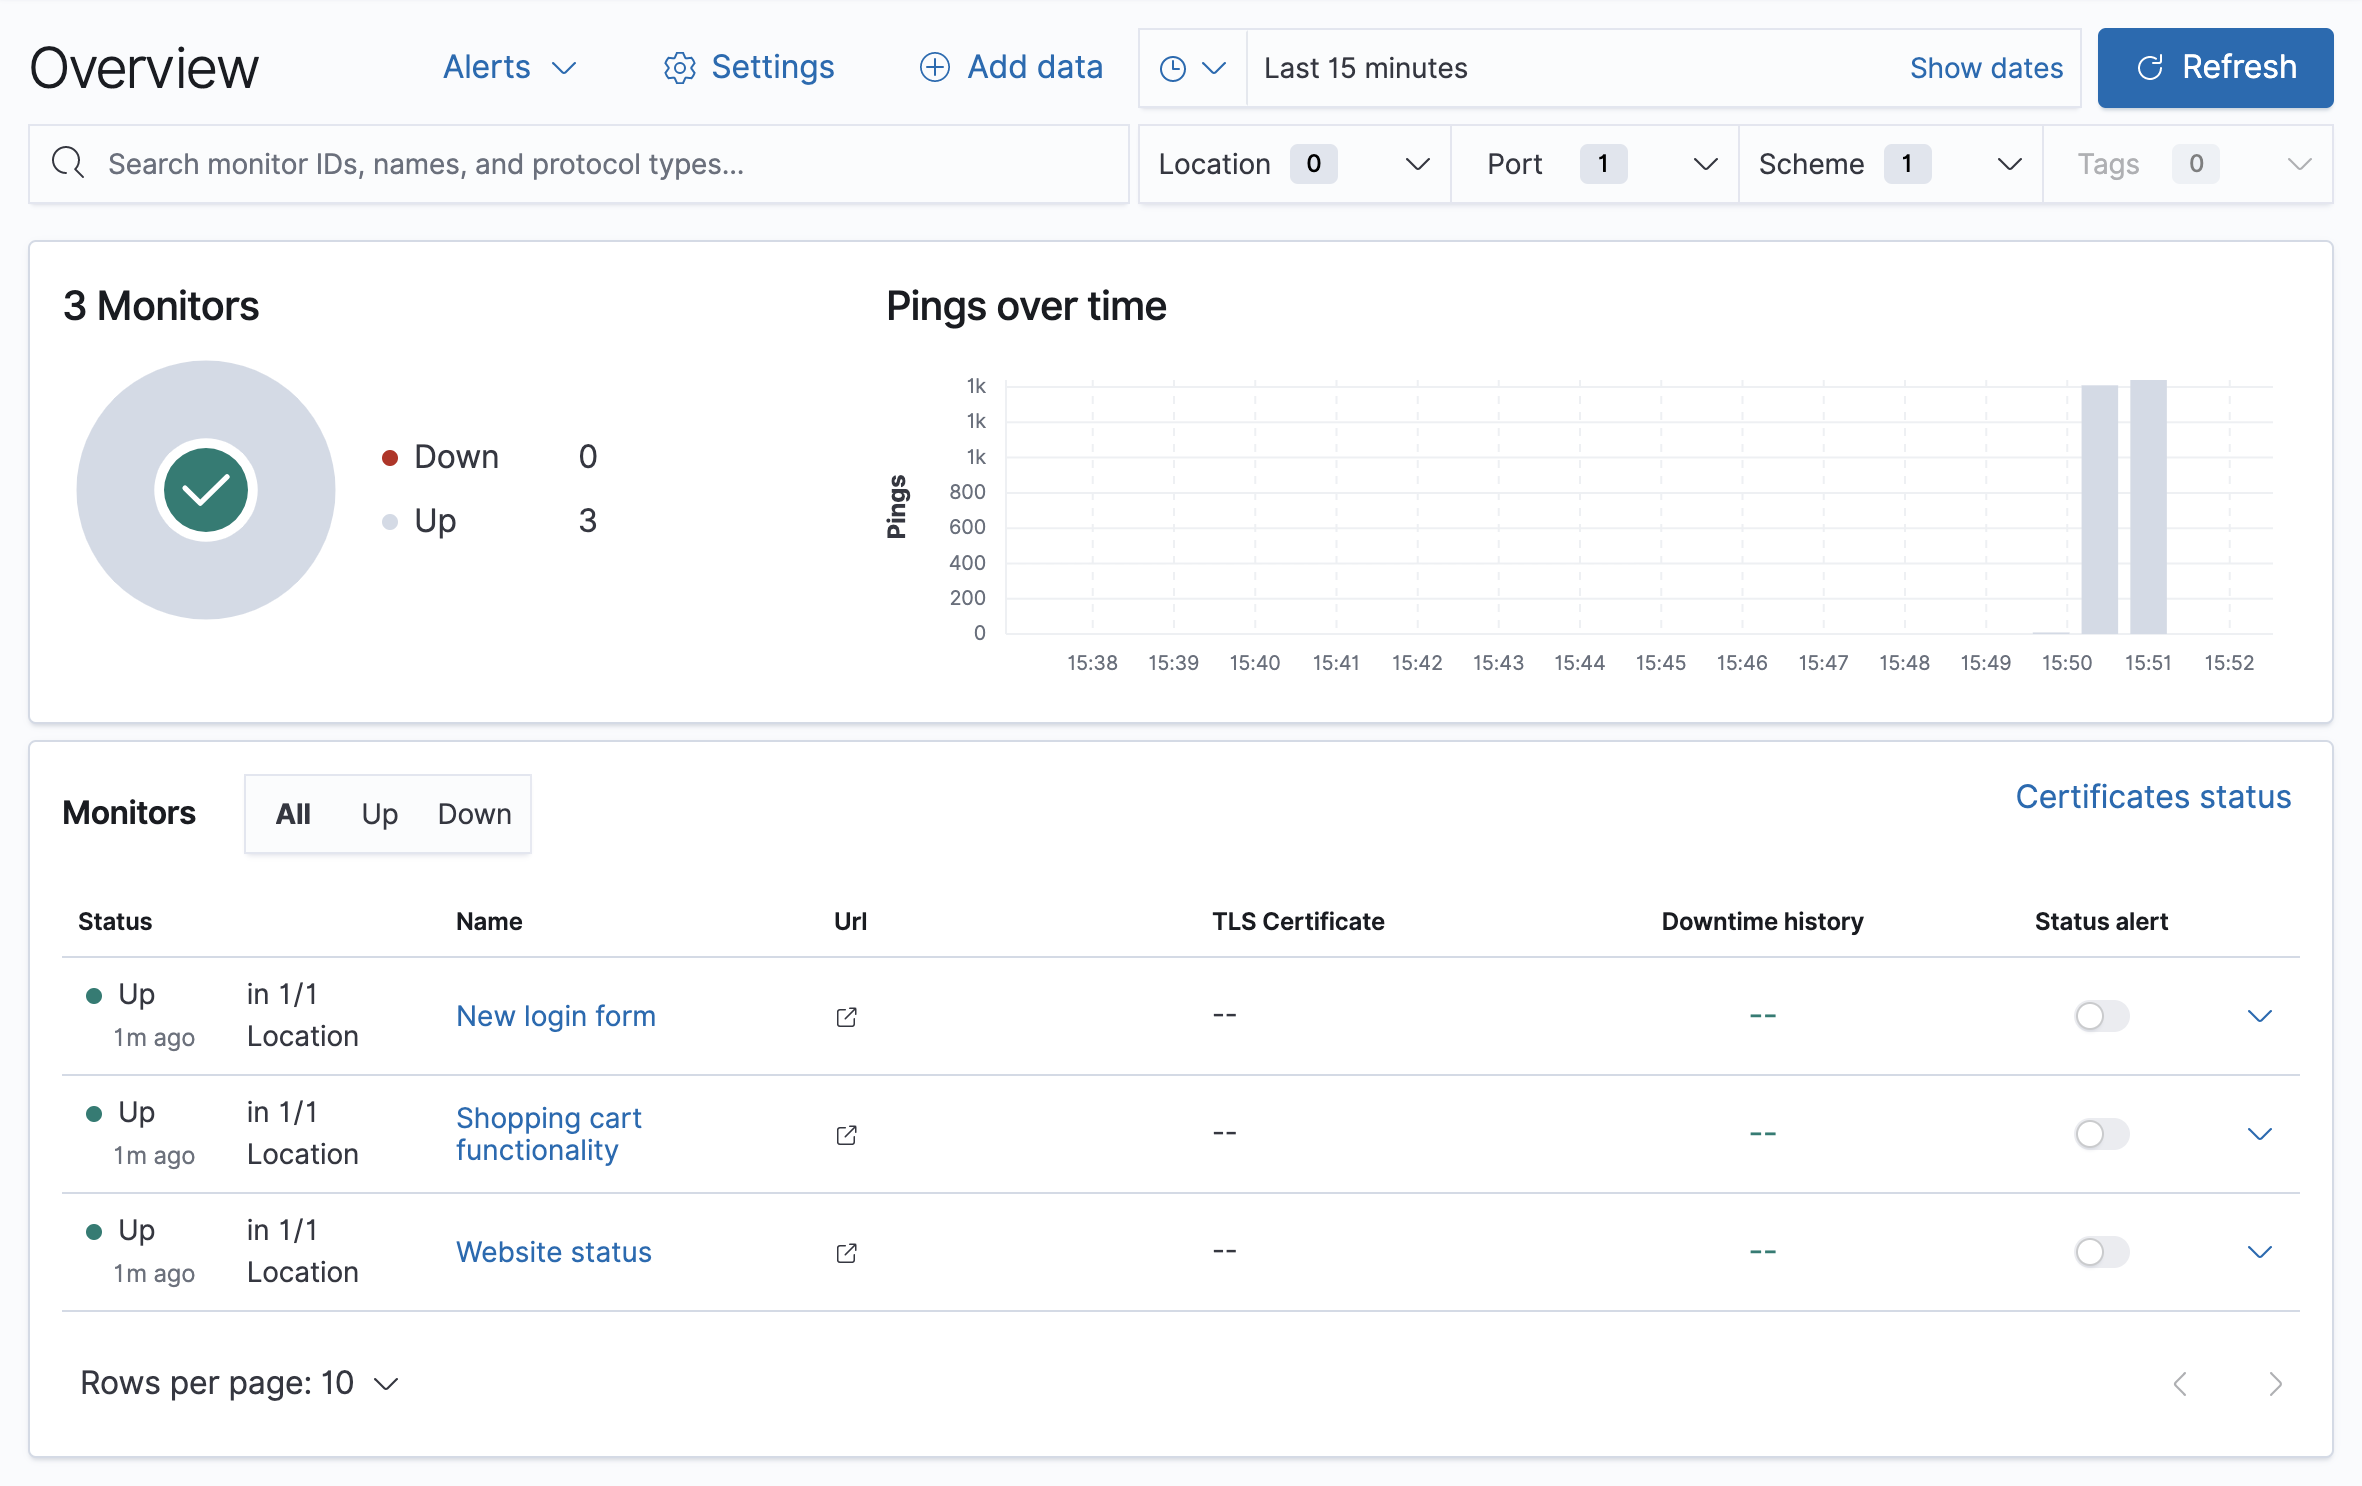 Overview
Alerts
Settings
Add data
Last 15 minutes
Show dates
Refresh
Search monitor IDs, names, and protocol types...
Location 0
Port 1
Scheme 1
Tags 0
3 Monitors
Down 0
Up 3
Pings over time
Pings
1k
1k
1k
800
600
400
200
0
15:38 15:39 15:40 15:41 15:42 15:43 15:44 15:45 15:46 15:47 15:48 15:49 15:50 15:51 15:52
Monitors
All Up Down
Certificates status
Status Name Url TLS Certificate Downtime history Status alert
Up in 1/1
1m ago Location
New login form -- --
Up in 1/1
1m ago Location
Shopping cart
functionality
-- --
Up in 1/1
1m ago Location
Website status -- --
Rows per page: 10